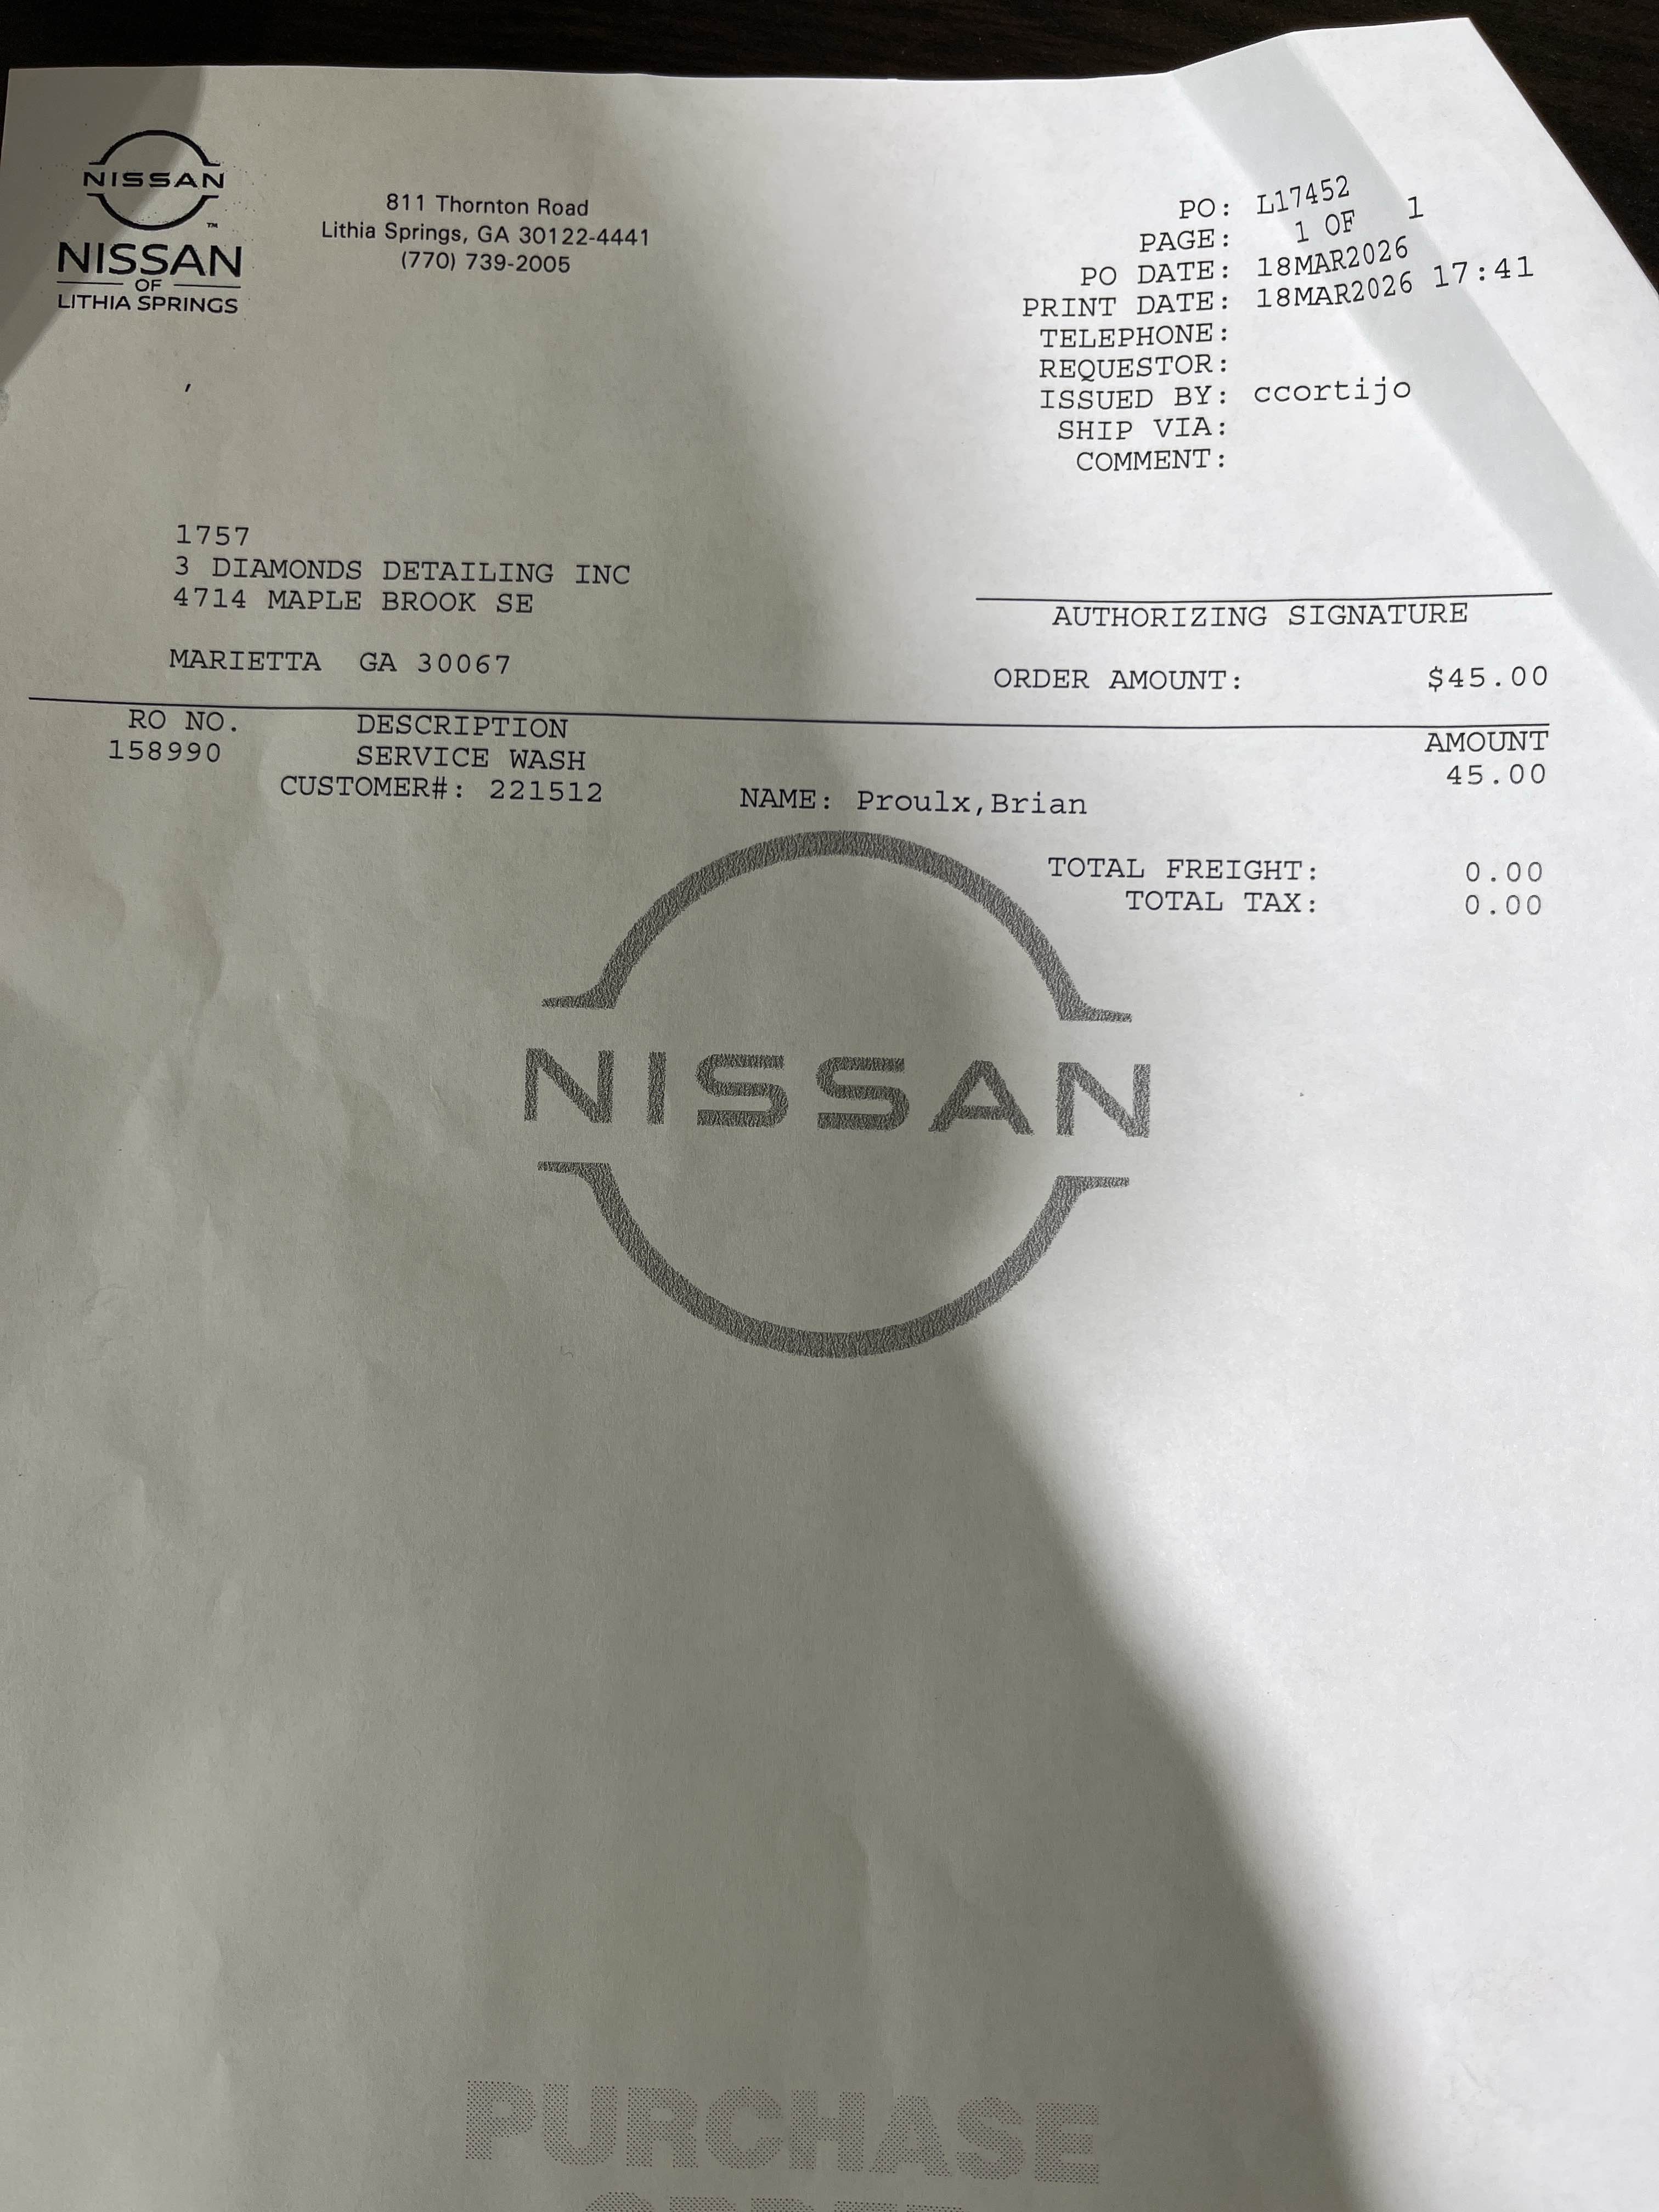 NISSAN
™
NISSAN
OF
LITHIA SPRINGS
811 Thornton Road
Lithia Springs, GA 30122-4441
(770) 739-2005
PO: L17452
PAGE: 1 OF 1
PO DATE: 18MAR2026
PRINT DATE: 18MAR2026 17:41
TELEPHONE:
REQUESTOR:
ISSUED BY: ccortijo
SHIP VIA:
COMMENT:
,
1757
3 DIAMONDS DETAILING INC
4714 MAPLE BROOK SE
MARIETTA GA 30067
AUTHORIZING SIGNATURE
ORDER AMOUNT: $45.00
RO NO. DESCRIPTION AMOUNT
158990 SERVICE WASH 45.00
CUSTOMER#: 221512 NAME: Proulx,Brian
TOTAL FREIGHT: 0.00
TOTAL TAX: 0.00
NISSAN
PURCHASE